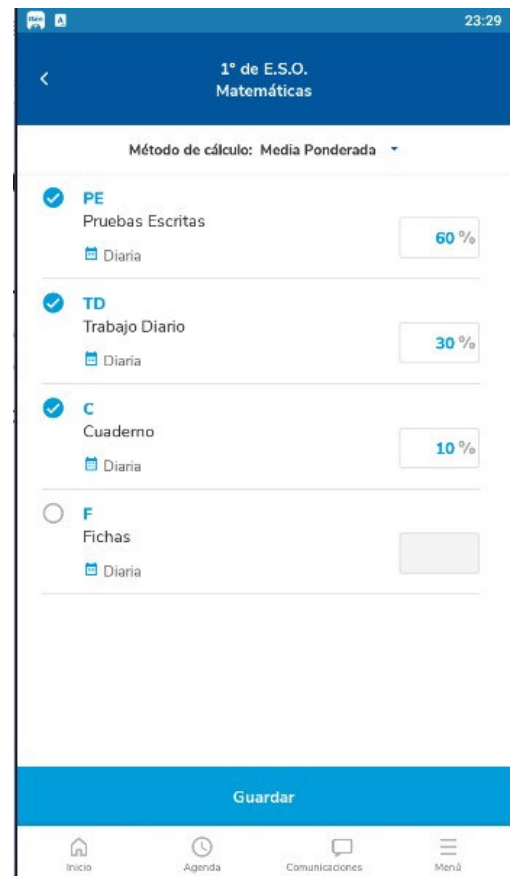 23:29
1º de E.S.O.
Matemáticas
Método de cálculo: Media Ponderada
PE
Pruebas Escritas
60 %
Diaria
TD
Trabajo Diario
30 %
Diaria
C
Cuaderno
10 %
Diaria
F
Fichas
Diaria
Guardar
Inicio Agenda Comunicaciones Menú